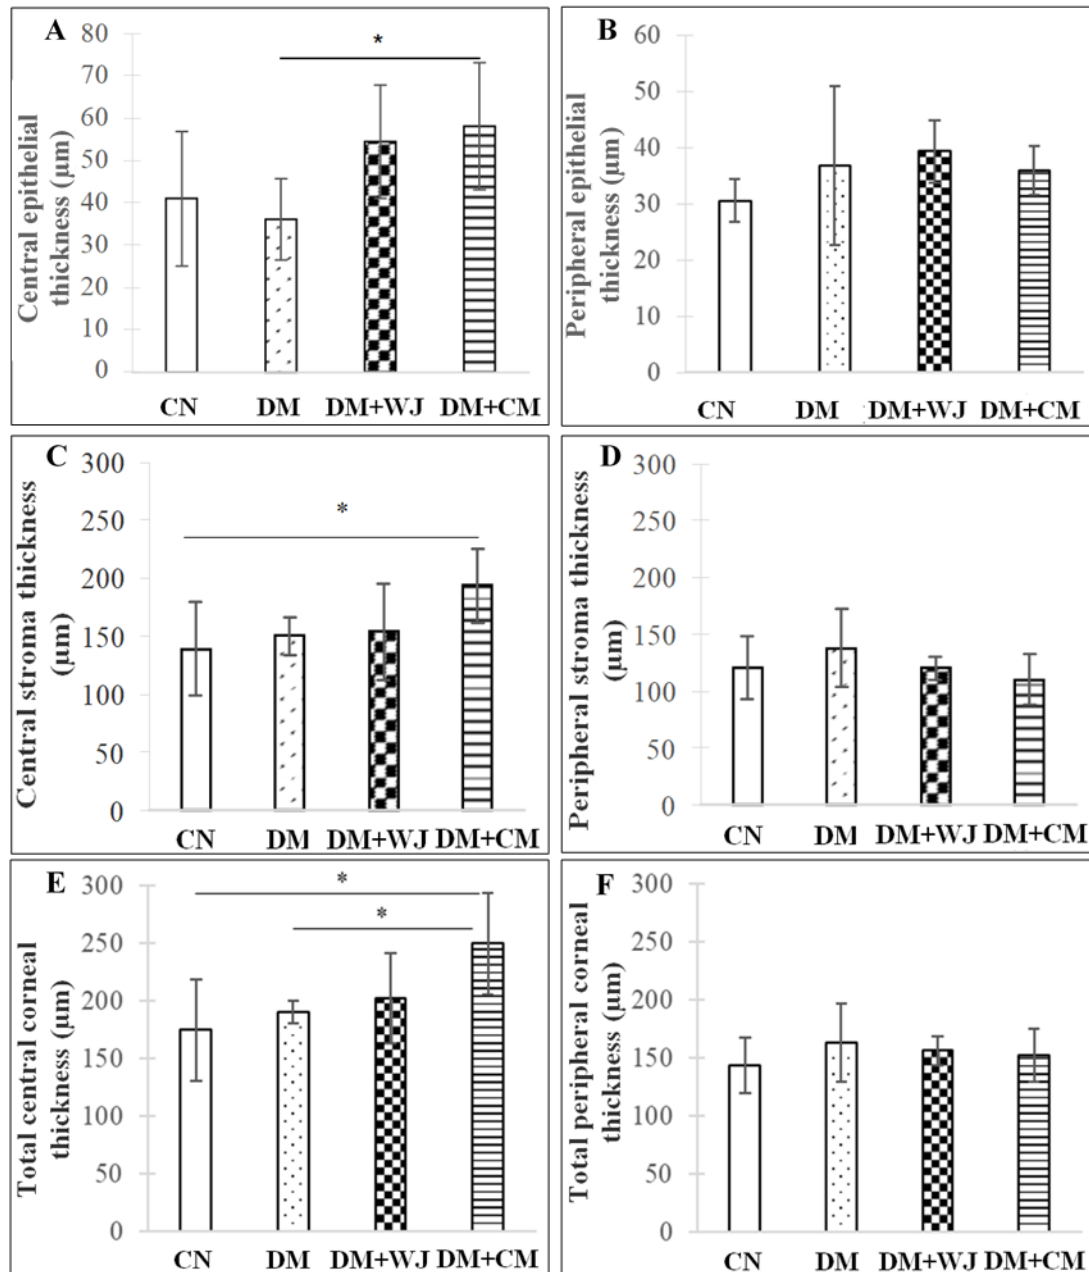 A
Central epithelial
thickness (µm)
80
70
60
50
40
30
20
10
0
*
CN DM DM+WJ DM+CM
B
Peripheral epithelial
thickness (µm)
60
50
40
30
20
10
0
CN DM DM+WJ DM+CM
C
Central stroma thickness
(µm)
300
250
200
150
100
50
0
*
CN DM DM+WJ DM+CM
D
Peripheral stroma thickness
(µm)
300
250
200
150
100
50
0
CN DM DM+WJ DM+CM
E
Total central corneal
thickness (µm)
300
250
200
150
100
50
0
*
*
CN DM DM+WJ DM+CM
F
Total peripheral corneal
thickness (µm)
300
250
200
150
100
50
0
CN DM DM+WJ DM+CM